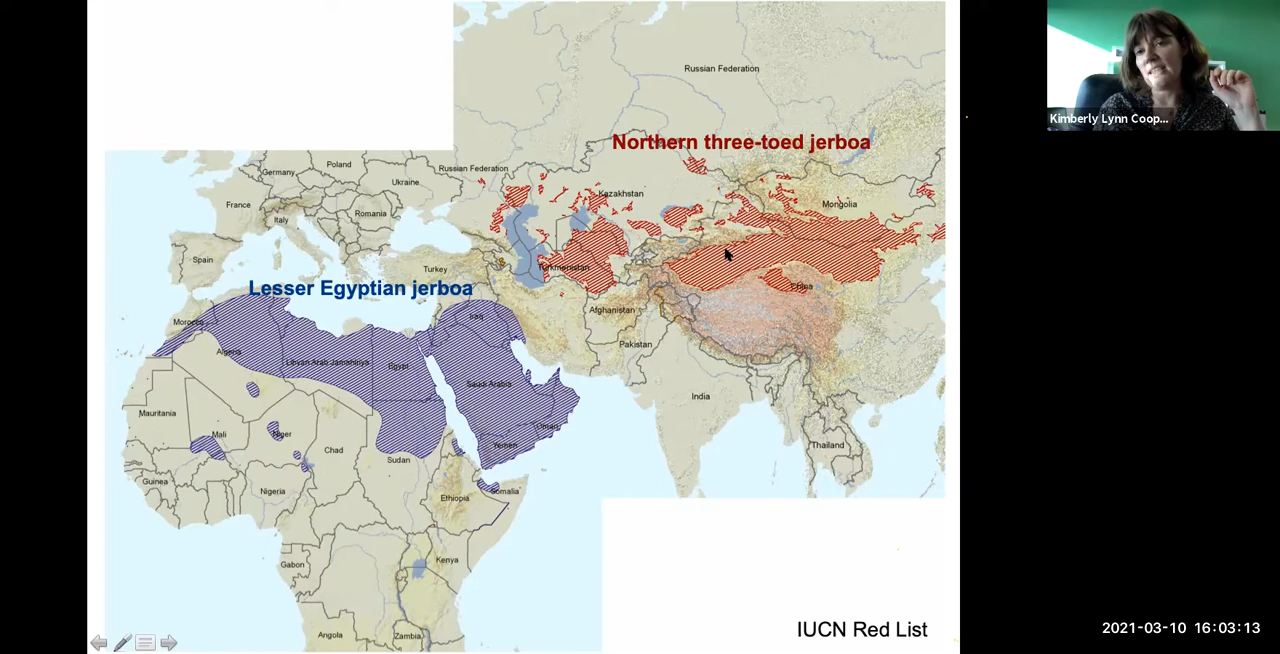 Russian Federation
Northern three-toed jerboa
Poland
Germany
Ukraine
Russian Federation
Kazakhstan
France
Romania
Mongolia
Italy
Spain
Turkey
Turkmenistan
China
Lesser Egyptian jerboa
Afghanistan
Morocco
Iraq
Pakistan
Algeria
Libyan Arab Jamahiriya
Egypt
Saudi Arabia
India
Mauritania
Mali
Niger
Oman
Chad
Yemen
Thailand
Sudan
Guinea
Nigeria
Ethiopia
Somalia
Gabon
Kenya
Angola
Zambia
IUCN Red List
Kimberly Lynn Coop...
2021-03-10 16:03:13